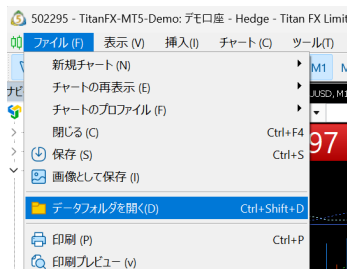 502295 - TitanFX-MT5-Demo: デモ口座 - Hedge - Titan FX Limit
ファイル (F) 表示 (V) 挿入(I) チャート (C) ツール(T)
新規チャート (N)
M1
チャートの再表示 (E)
ナビ
UUSD, M1
チャートのプロファイル (F)
閉じる (C) Ctrl+F4
97
保存 (S) Ctrl+S
画像として保存 (I)
データフォルダを開く(D) Ctrl+Shift+D
印刷 (P) Ctrl+P
印刷プレビュー (v)